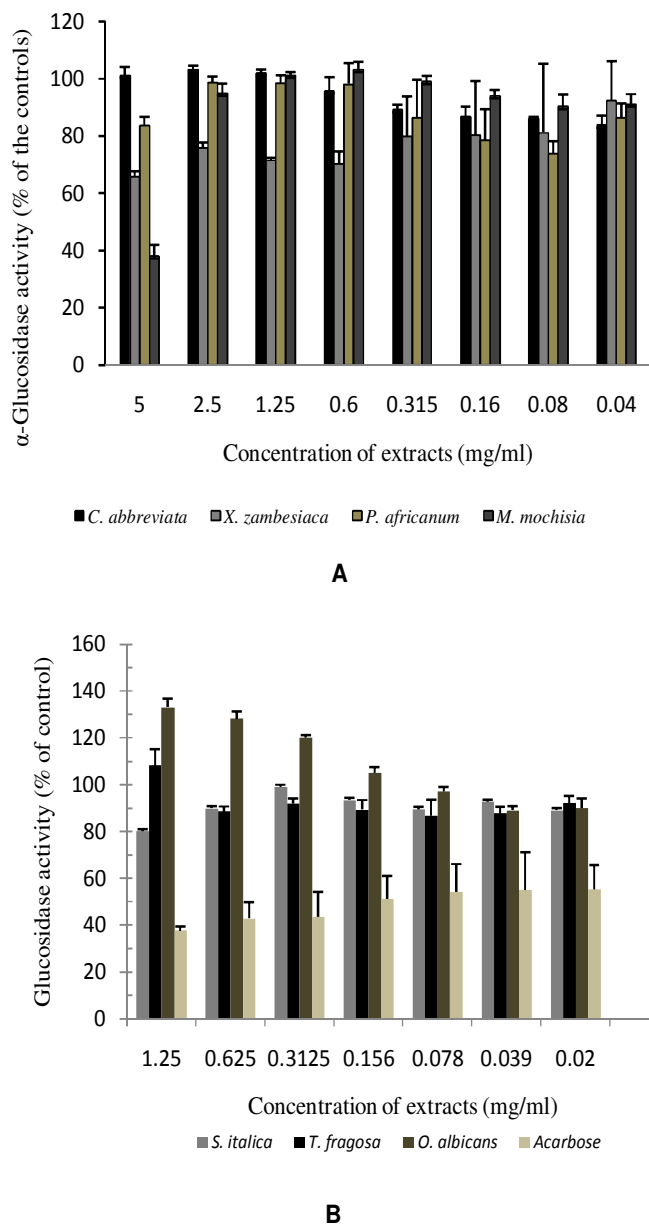 α-Glucosidase activity (% of the controls)
120
100
80
60
40
20
0
5 2.5 1.25 0.6 0.315 0.16 0.08 0.04
Concentration of extracts (mg/ml)
C. abbreviata X. zambesiaca P. africanum M. mochisia
A
Glucosidase activity (% of control)
160
140
120
100
80
60
40
20
0
1.25 0.625 0.3125 0.156 0.078 0.039 0.02
Concentration of extracts (mg/ml)
S. italica T. fragosa O. albicans Acarbose
B